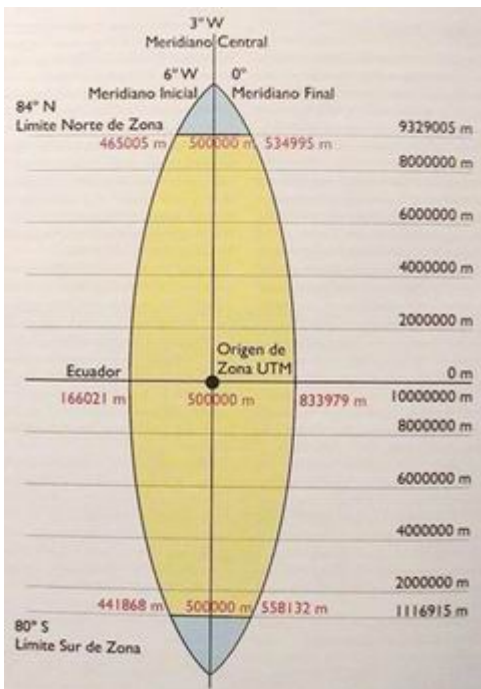 3° W
Meridiano Central
6° W 0°
Meridiano Inicial Meridiano Final
84° N
Límite Norte de Zona
9329005 m
465005 m 500000 m 534995 m
8000000 m
6000000 m
4000000 m
2000000 m
Origen de
Zona UTM
Ecuador
0 m
166021 m 500000 m 833979 m 10000000 m
8000000 m
6000000 m
4000000 m
2000000 m
441868 m 500000 m 558132 m 1116915 m
80° S
Límite Sur de Zona